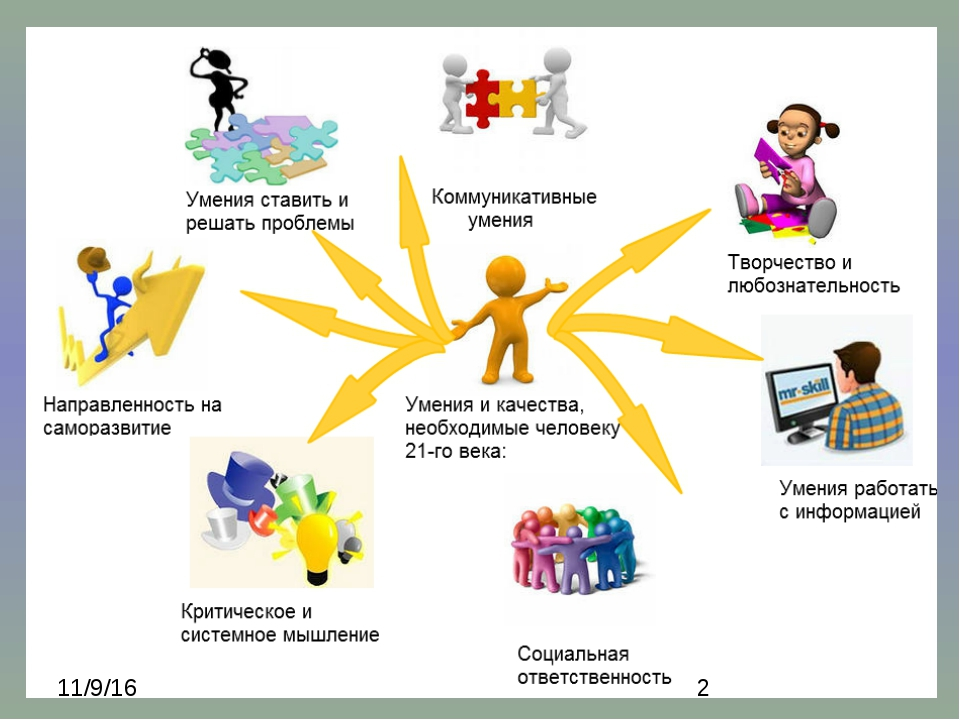 Умения ставить и
решать проблемы
Коммуникативные
умения
Творчество и
любознательность
mr-skill
Направленность на
саморазвитие
Умения и качества,
необходимые человеку
21-го века:
Умения работать
с информацией
Критическое и
системное мышление
Социальная
ответственность
11/9/16
2